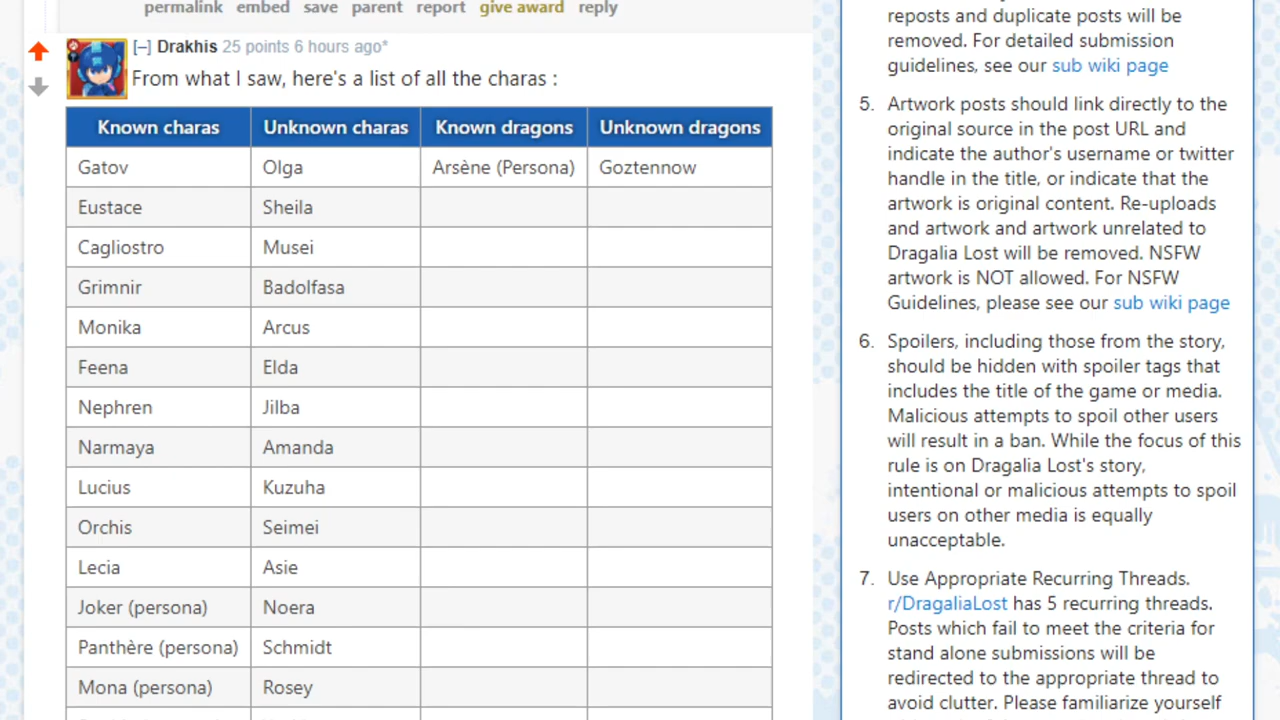 permalink embed save parent report give award reply
[–] Drakhis 25 points 6 hours ago*
From what I saw, here's a list of all the charas :
Known charas Unknown charas Known dragons Unknown dragons
Gatov Olga Arsène (Persona) Goztennow
Eustace Sheila
Cagliostro Musei
Grimnir Badolfasa
Monika Arcus
Feena Elda
Nephren Jilba
Narmaya Amanda
Lucius Kuzuha
Orchis Seimei
Lecia Asie
Joker (persona) Noera
Panthère (persona) Schmidt
Mona (persona) Rosey
reposts and duplicate posts will be
removed. For detailed submission
guidelines, see our sub wiki page
5. Artwork posts should link directly to the
original source in the post URL and
indicate the author's username or twitter
handle in the title, or indicate that the
artwork is original content. Re-uploads
and artwork and artwork unrelated to
Dragalia Lost will be removed. NSFW
artwork is NOT allowed. For NSFW
Guidelines, please see our sub wiki page
6. Spoilers, including those from the story,
should be hidden with spoiler tags that
includes the title of the game or media.
Malicious attempts to spoil other users
will result in a ban. While the focus of this
rule is on Dragalia Lost's story,
intentional or malicious attempts to spoil
users on other media is equally
unacceptable.
7. Use Appropriate Recurring Threads.
r/DragaliaLost has 5 recurring threads.
Posts which fail to meet the criteria for
stand alone submissions will be
redirected to the appropriate thread to
avoid clutter. Please familiarize yourself